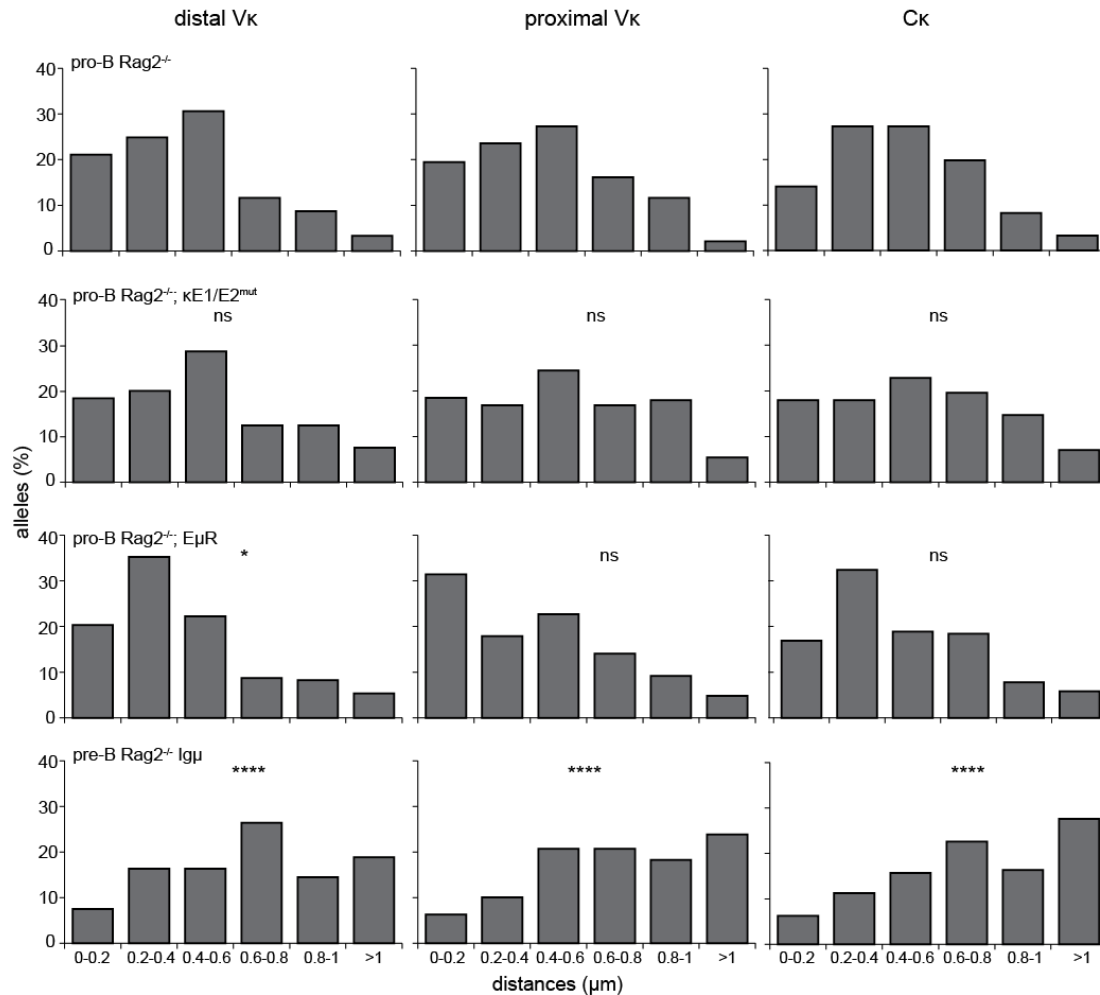 distal Vκ proximal Vκ Cκ
alleles (%)
pro-B Rag2-/-
40
30
20
10
0
pro-B Rag2-/-; κE1/E2mut
ns ns ns
40
30
20
10
0
pro-B Rag2-/-; EµR
* ns ns
40
30
20
10
0
pre-B Rag2-/- Igµ
**** **** ****
40
30
20
10
0
0-0.2 0.2-0.4 0.4-0.6 0.6-0.8 0.8-1 >1 0-0.2 0.2-0.4 0.4-0.6 0.6-0.8 0.8-1 >1 0-0.2 0.2-0.4 0.4-0.6 0.6-0.8 0.8-1 >1
distances (µm)